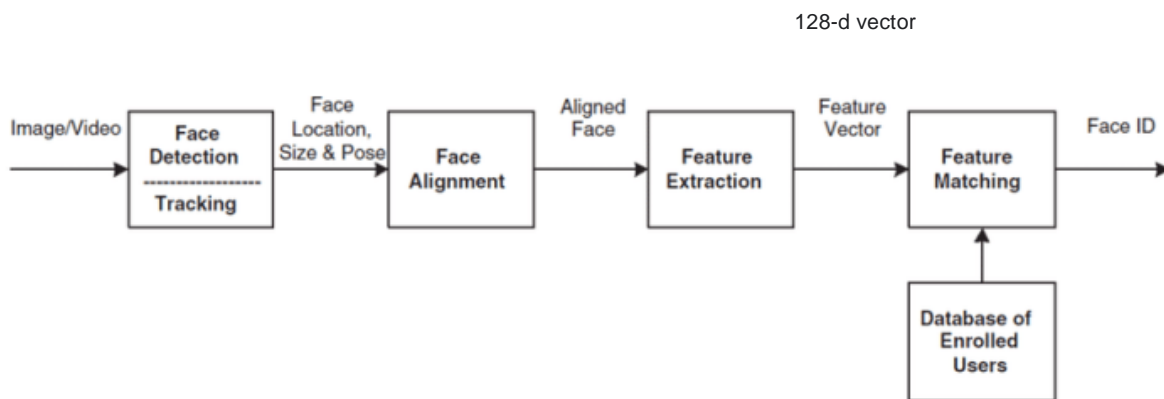 128-d vector
Image/Video
Face
Detection
Tracking
Face
Location,
Size & Pose
Face
Alignment
Aligned
Face
Feature
Extraction
Feature
Vector
Feature
Matching
Face ID
Database of
Enrolled
Users